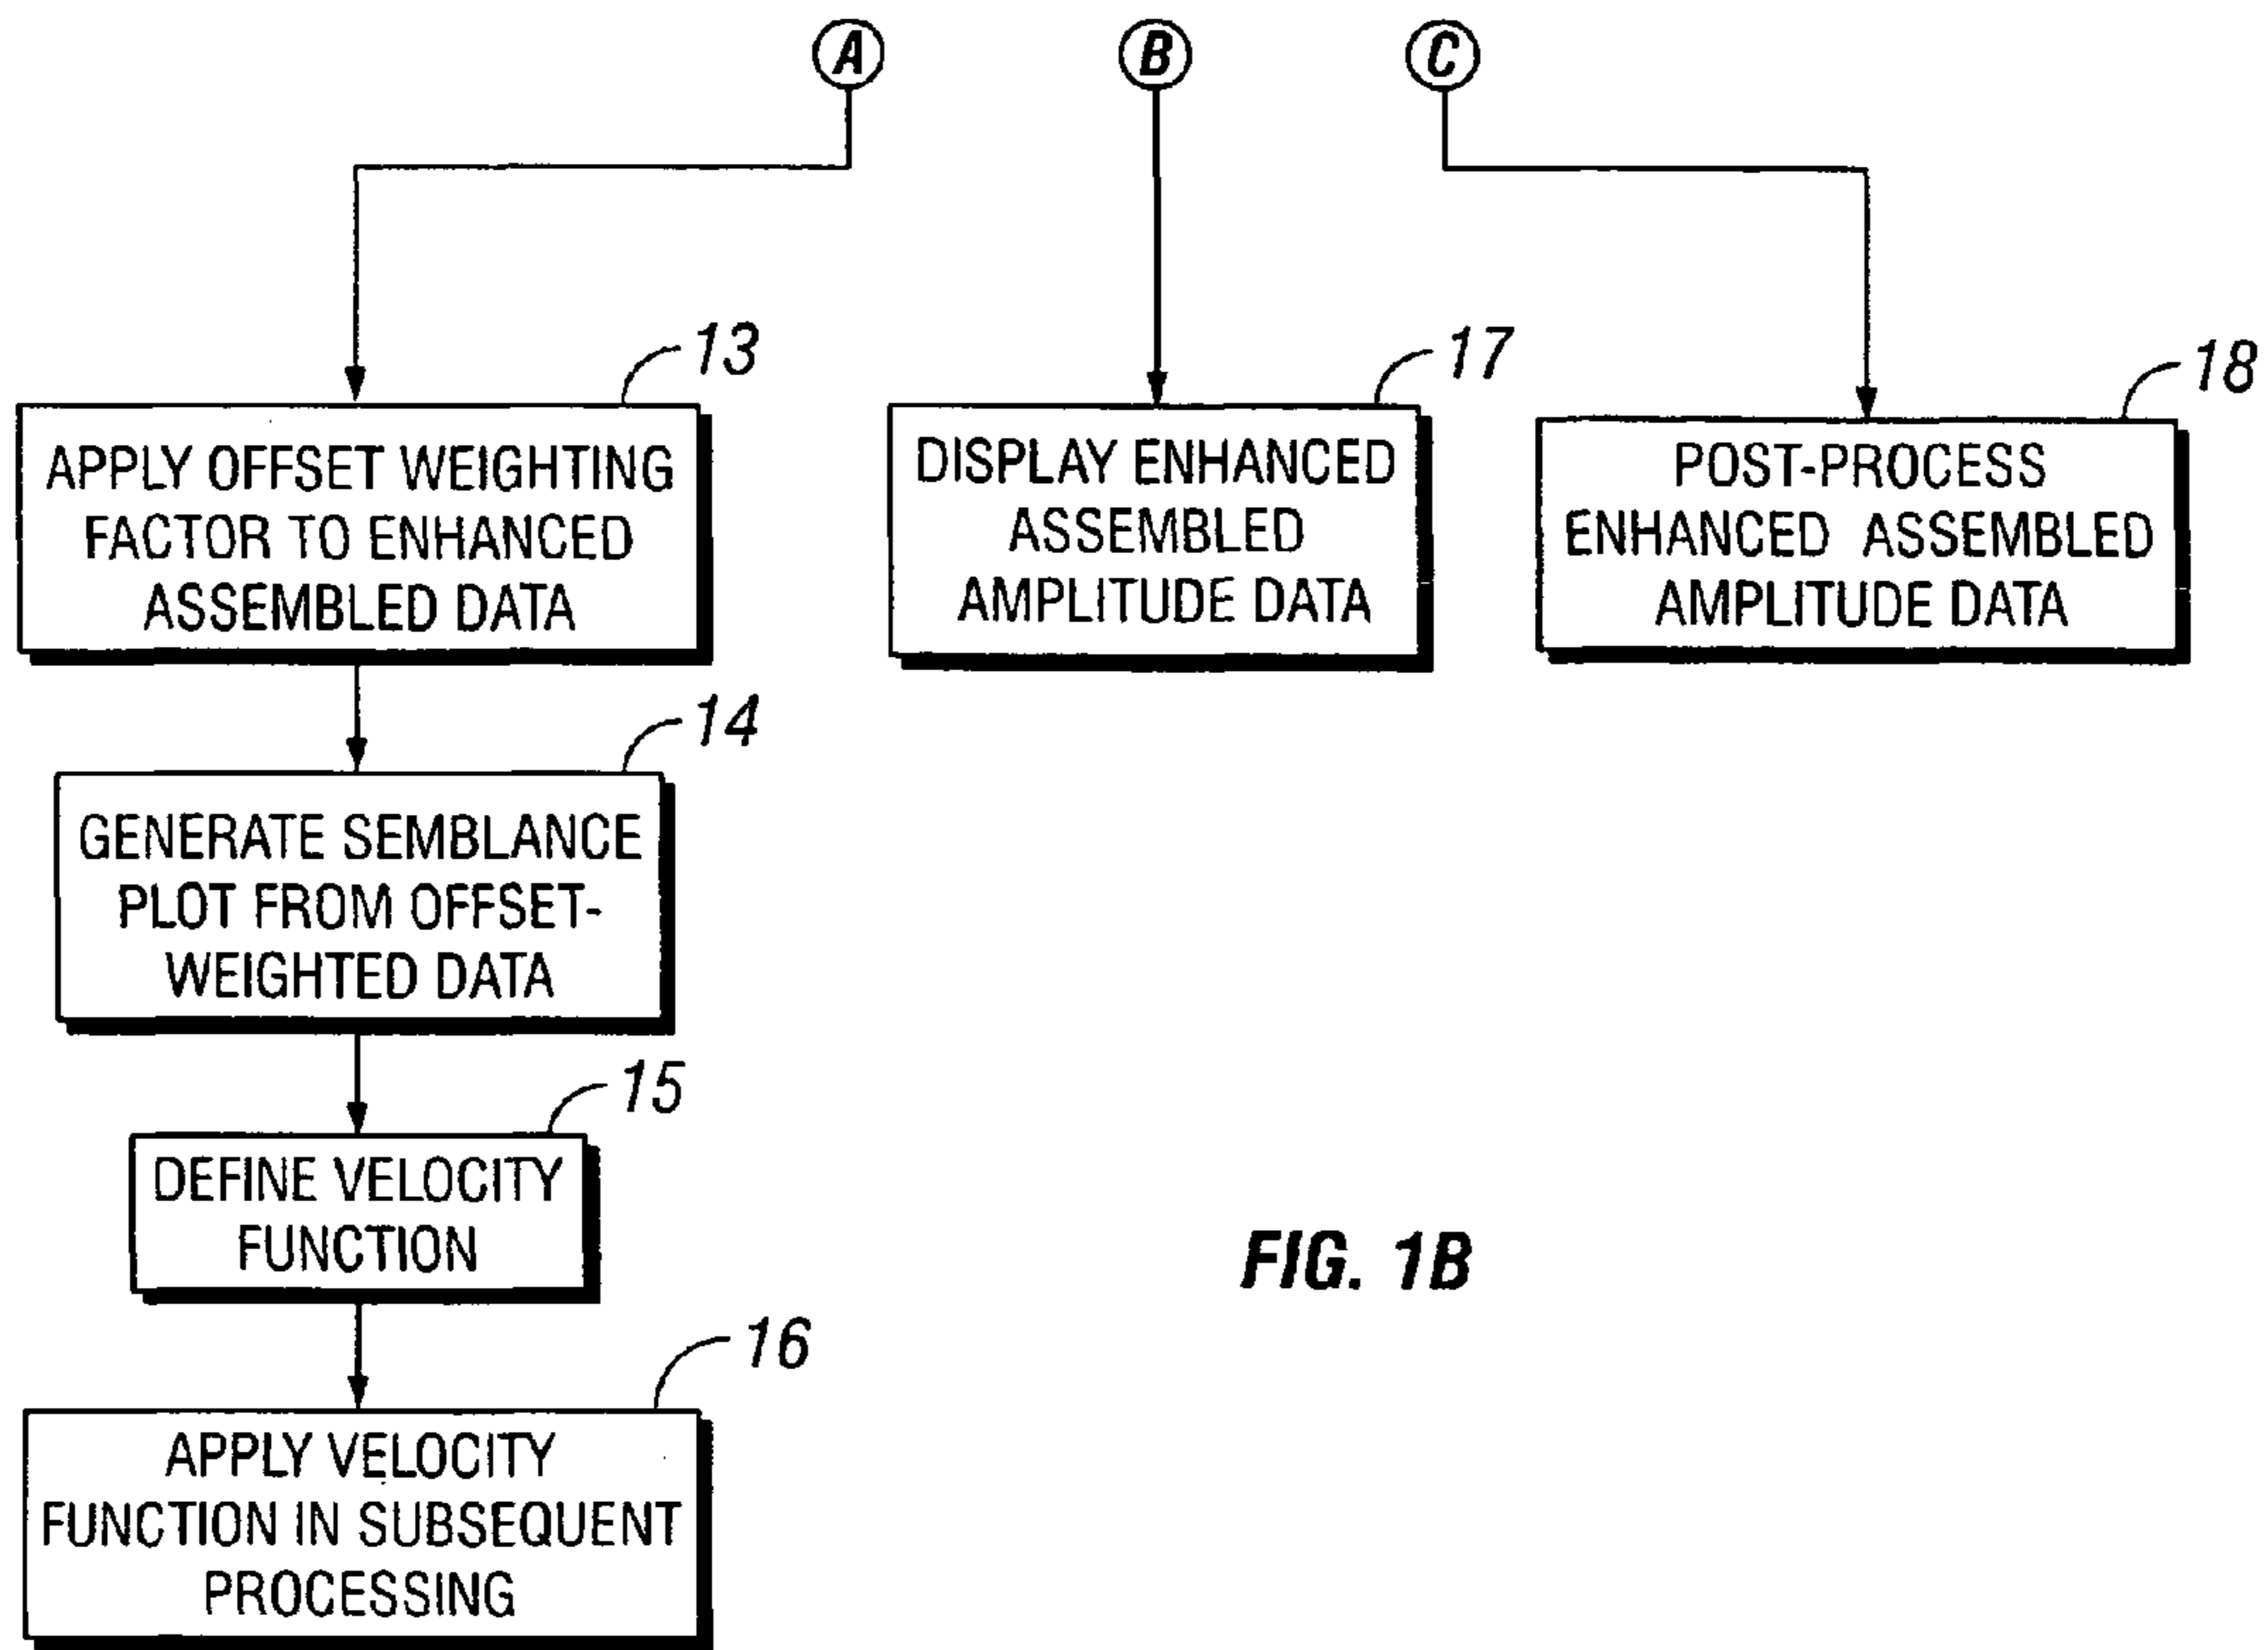 A
B
C
13
APPLY OFFSET WEIGHTING
FACTOR TO ENHANCED
ASSEMBLED DATA
17
DISPLAY ENHANCED
ASSEMBLED
AMPLITUDE DATA
18
POST-PROCESS
ENHANCED ASSEMBLED
AMPLITUDE DATA
14
GENERATE SEMBLANCE
PLOT FROM OFFSET-
WEIGHTED DATA
15
DEFINE VELOCITY
FUNCTION
16
APPLY VELOCITY
FUNCTION IN SUBSEQUENT
PROCESSING
FIG. 1B